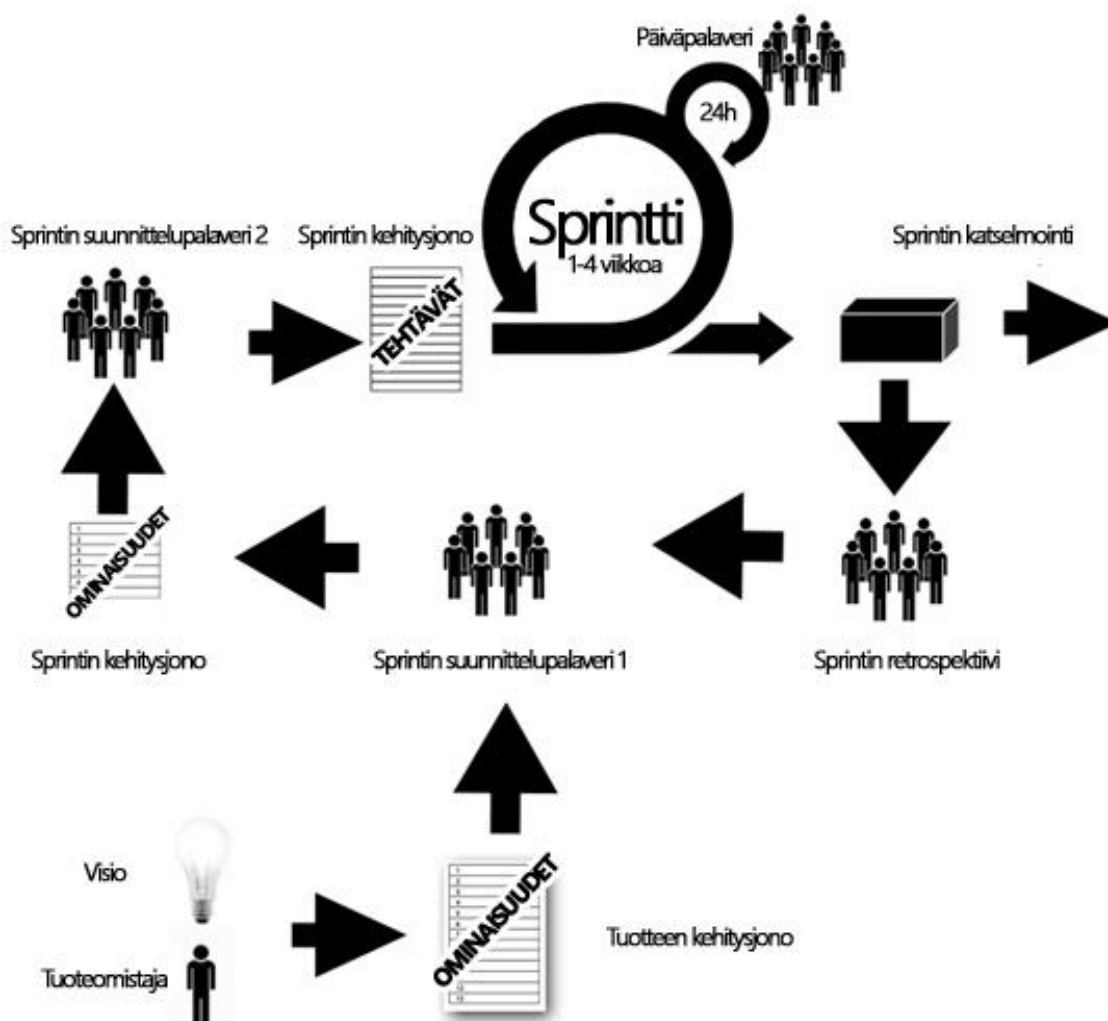 Päiväpalaveri
24h
Sprintti
1-4 viikkoa
Sprintin suunnittelupalaveri 2
Sprintin kehitysjono
Sprintin katselmointi
TEHTÄVÄT
OMINAISUUDET
Sprintin kehitysjono
Sprintin suunnittelupalaveri 1
Sprintin retrospektiivi
Visio
OMINAISUUDET
Tuotteen kehitysjono
Tuoteomistaja